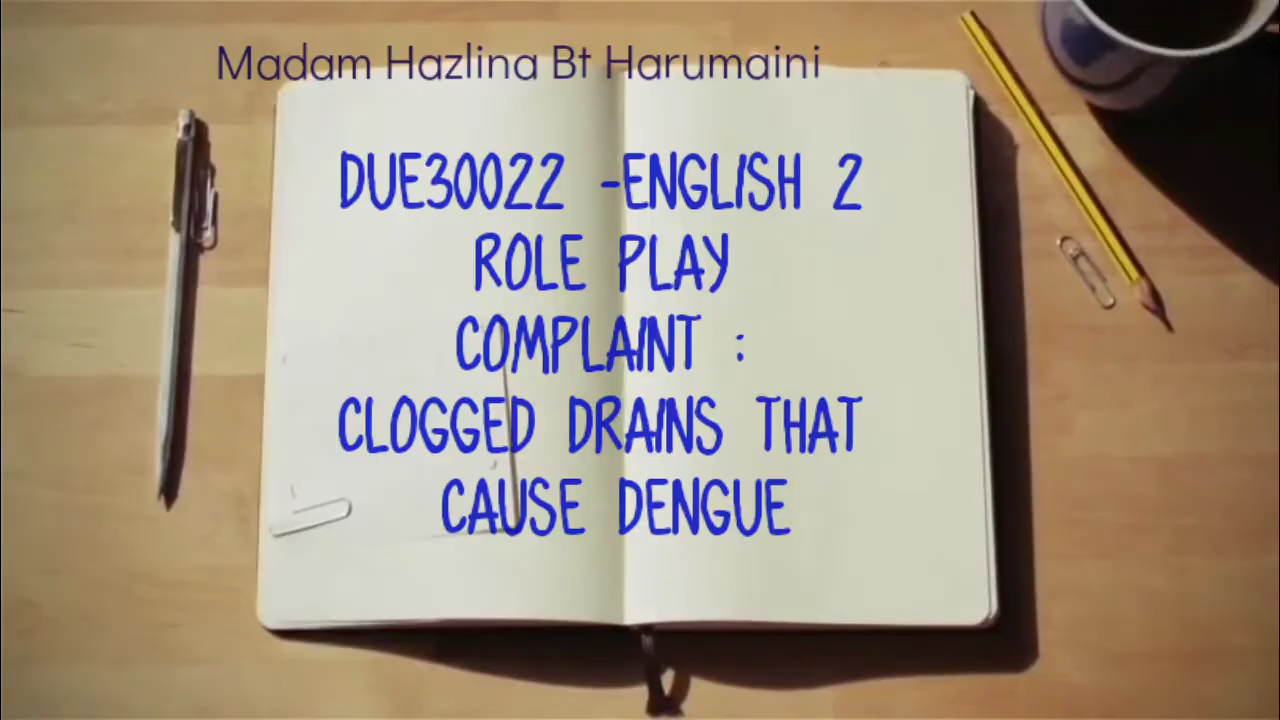 Madam Hazlina Bt Harumaini
DUE30022 -ENGLISH 2
ROLE PLAY
COMPLAINT :
CLOGGED DRAINS THAT
CAUSE DENGUE